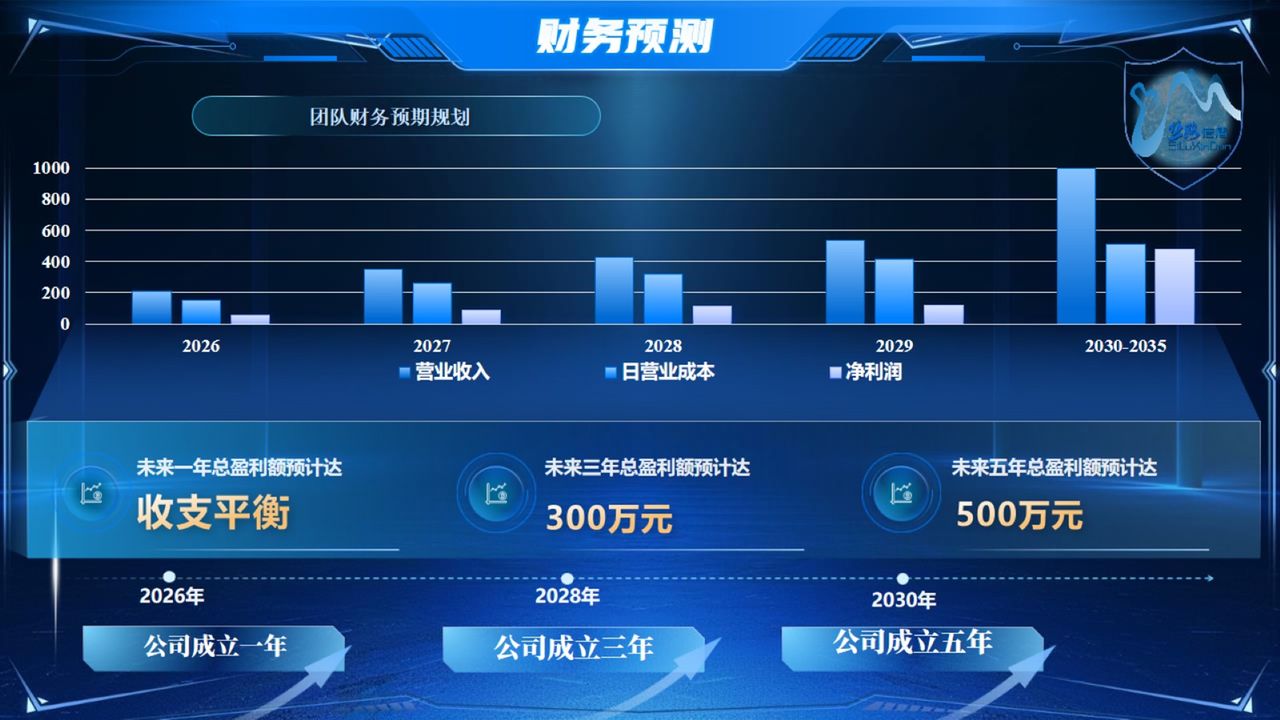 财务预测
团队财务预期规划
丝路信盾
SiLuXinDun
1000
800
600
400
200
0
2026 2027 2028 2029 2030-2035
营业收入 日营业成本 净利润
未来一年总盈利额预计达 未来三年总盈利额预计达 未来五年总盈利额预计达
收支平衡 300万元 500万元
2026年 2028年 2030年
公司成立一年 公司成立三年 公司成立五年